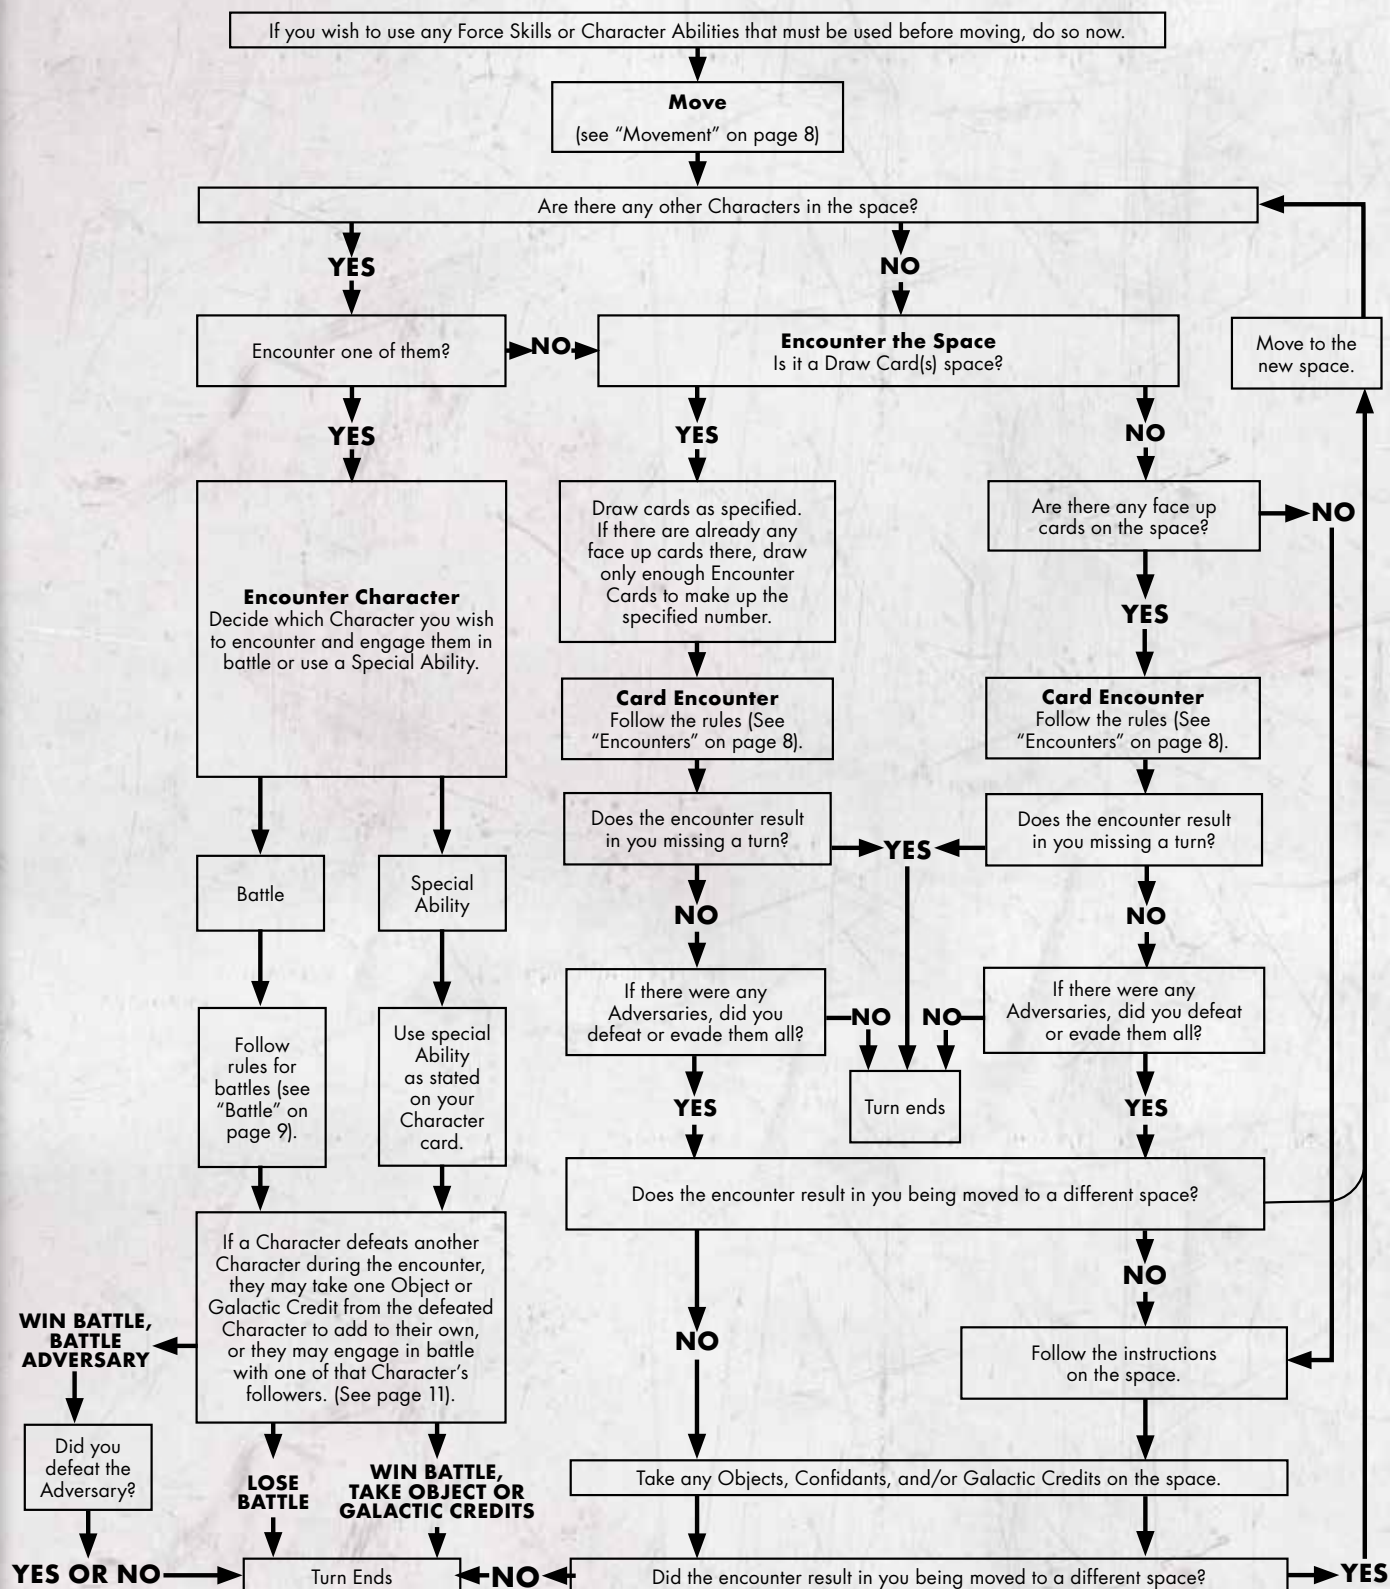 If you wish to use any Force Skills or Character Abilities that must be used before moving, do so now.
Move
(see “Movement” on page 8)
Are there any other Characters in the space?
YES
NO
Encounter one of them?
NO
Encounter the Space
Is it a Draw Card(s) space?
Move to the
new space.
YES
YES
NO
Encounter Character
Decide which Character you wish
to encounter and engage them in
battle or use a Special Ability.
Draw cards as specified.
If there are already any
face up cards there, draw
only enough Encounter
Cards to make up the
specified number.
Are there any face up
cards on the space?
NO
YES
Card Encounter
Follow the rules (See
“Encounters” on page 8).
Card Encounter
Follow the rules (See
“Encounters” on page 8).
Does the encounter result
in you missing a turn?
YES
Does the encounter result
in you missing a turn?
Battle
Special
Ability
NO
NO
If there were any
Adversaries, did you
defeat or evade them all?
NO
NO
If there were any
Adversaries, did you defeat
or evade them all?
Follow
rules for
battles (see
“Battle” on
page 9).
Use special
Ability
as stated
on your
Character
card.
YES
Turn ends
YES
Does the encounter result in you being moved to a different space?
If a Character defeats another
Character during the encounter,
they may take one Object or
Galactic Credit from the defeated
Character to add to their own,
or they may engage in battle
with one of that Character’s
followers. (See page 11).
NO
NO
WIN BATTLE,
BATTLE
ADVERSARY
Follow the instructions
on the space.
Did you
defeat the
Adversary?
LOSE
BATTLE
WIN BATTLE,
TAKE OBJECT OR
GALACTIC CREDITS
Take any Objects, Confidants, and/or Galactic Credits on the space.
YES OR NO
Turn Ends
NO
Did the encounter result in you being moved to a different space?
YES